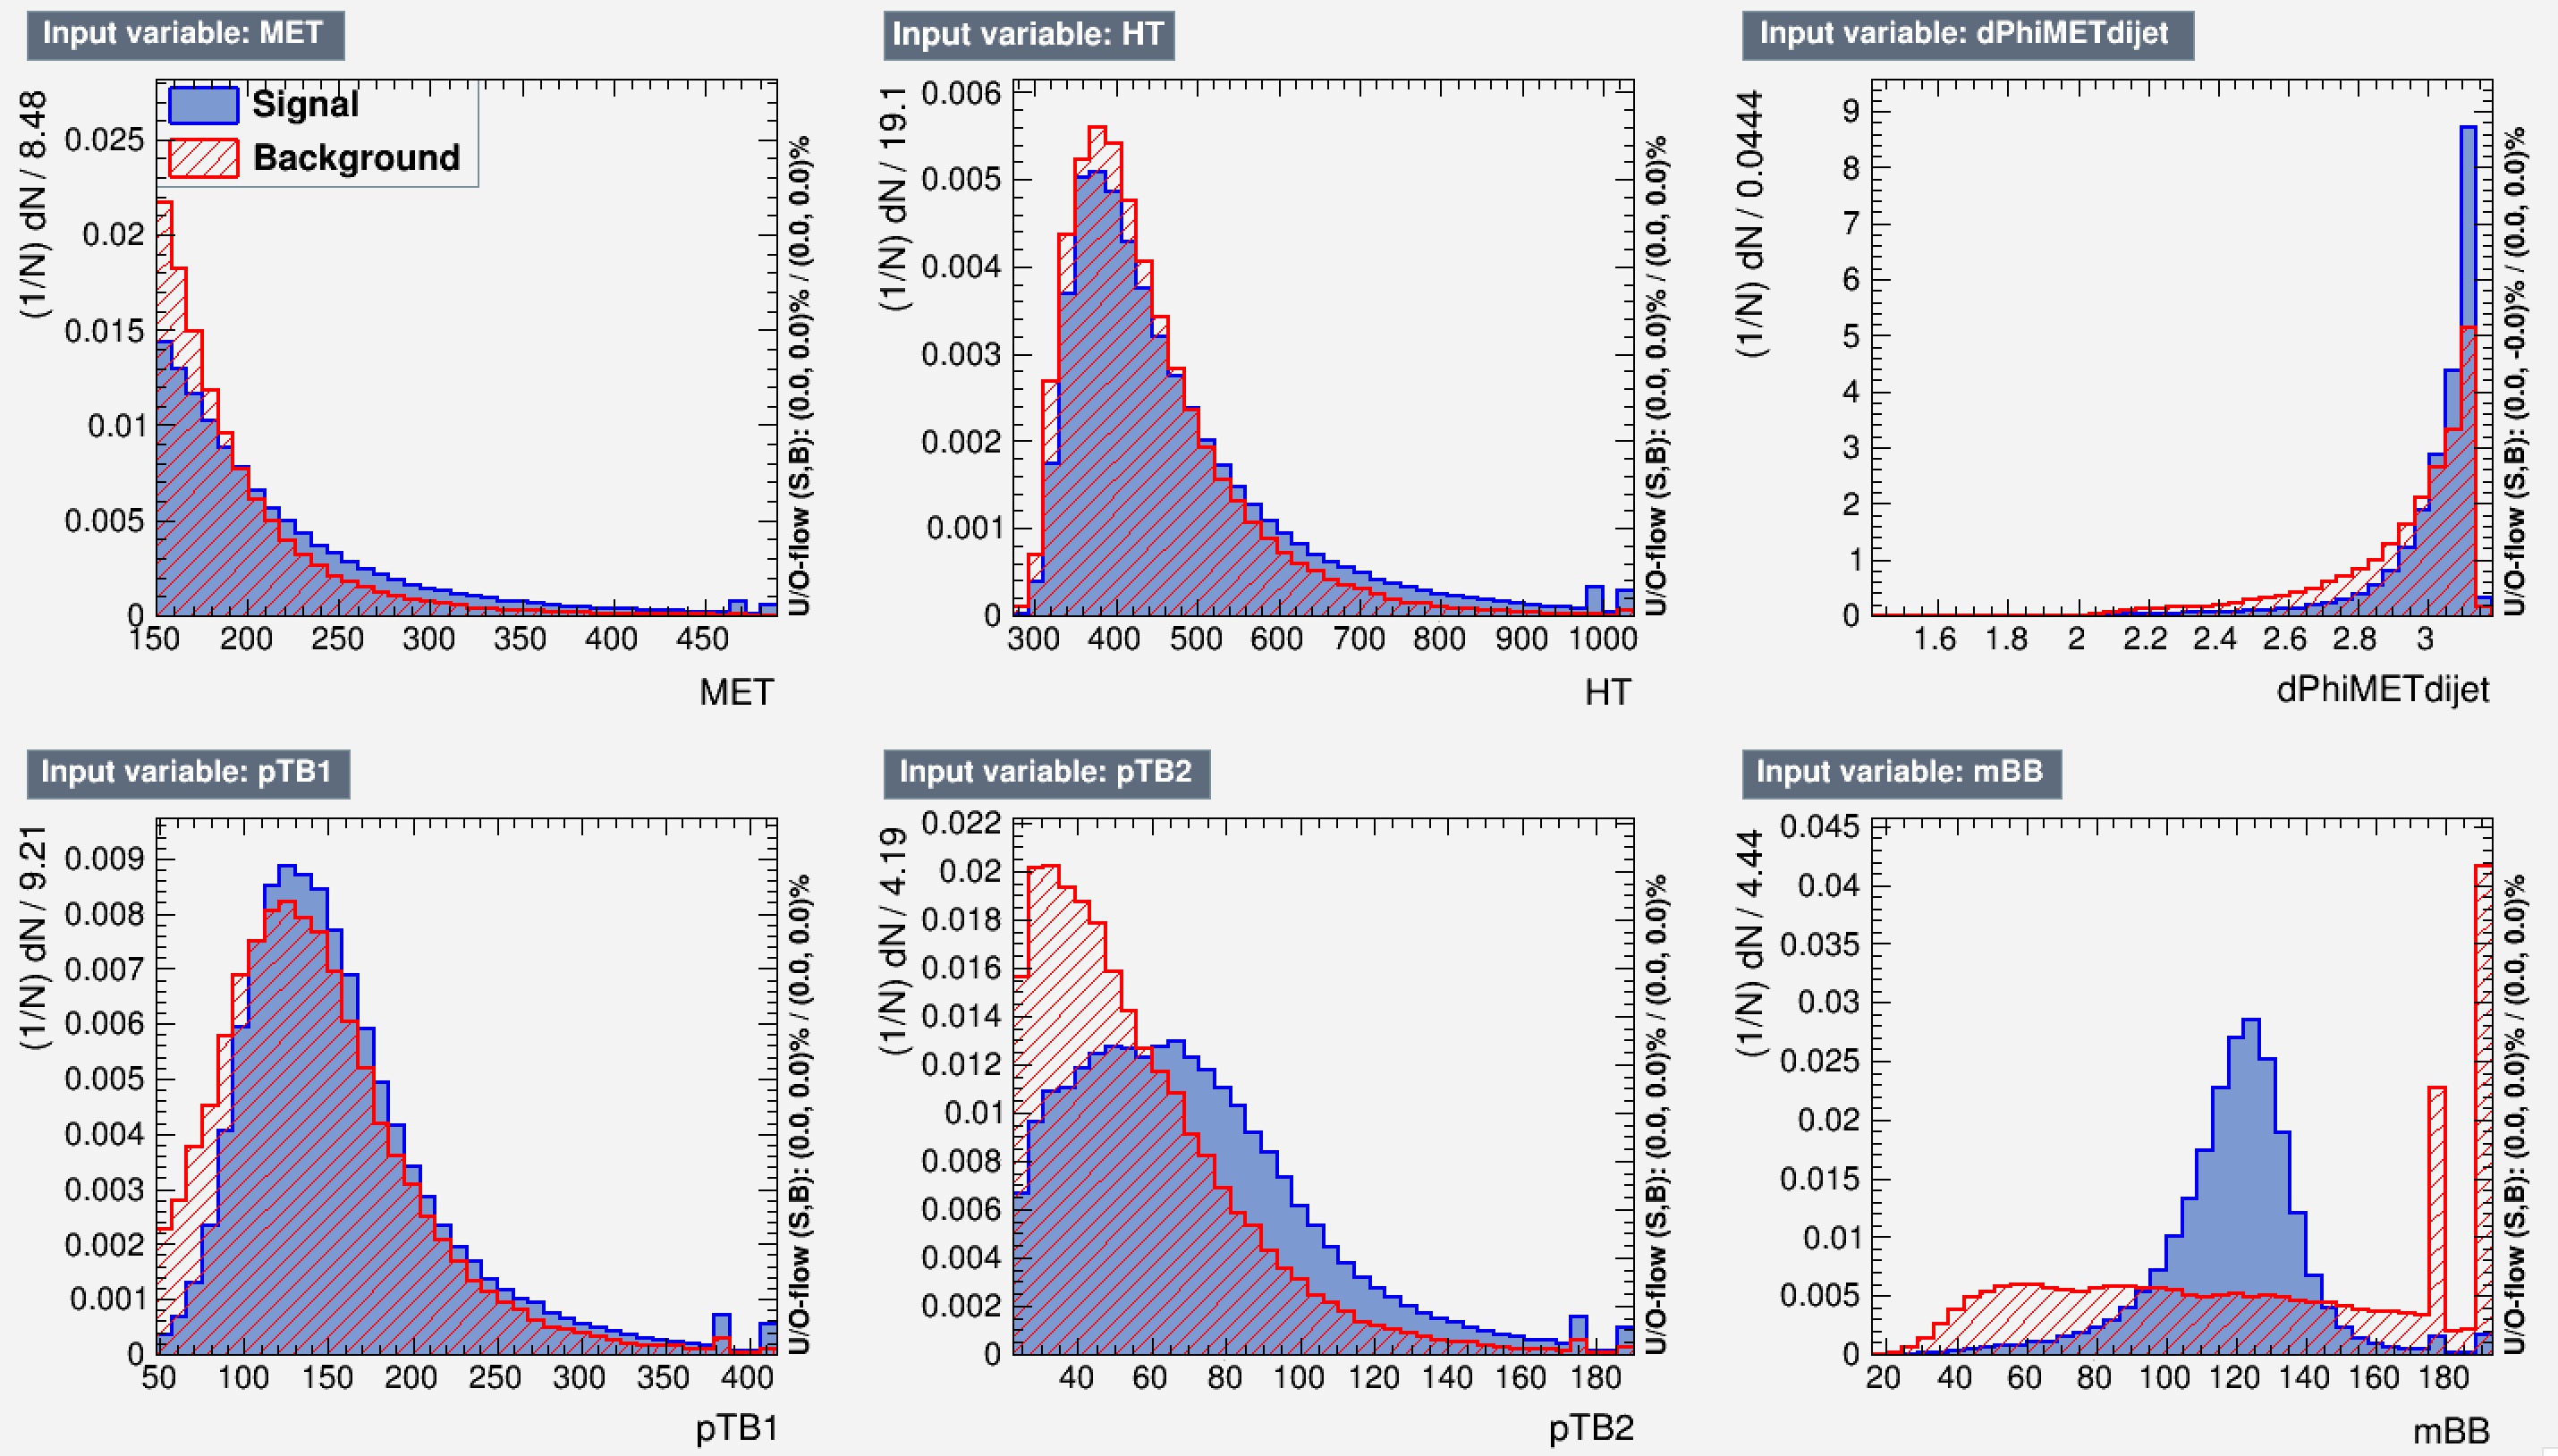 Input variable: MET
(1/N) dN / 8.48
Signal
Background
0.025
0.02
0.015
0.01
0.005
0
150 200 250 300 350 400 450
MET
U/O-flow (S,B): (0.0, 0.0)% / (0.0, 0.0)%
Input variable: HT
(1/N) dN / 19.1
0.006
0.005
0.004
0.003
0.002
0.001
0
300 400 500 600 700 800 900 1000
HT
U/O-flow (S,B): (0.0, 0.0)% / (0.0, 0.0)%
Input variable: dPhiMETdijet
(1/N) dN / 0.0444
9
8
7
6
5
4
3
2
1
0
1.6 1.8 2 2.2 2.4 2.6 2.8 3
dPhiMETdijet
U/O-flow (S,B): (0.0, -0.0)% / (0.0, 0.0)%
Input variable: pTB1
(1/N) dN / 9.21
0.009
0.008
0.007
0.006
0.005
0.004
0.003
0.002
0.001
0
50 100 150 200 250 300 350 400
pTB1
U/O-flow (S,B): (0.0, 0.0)% / (0.0, 0.0)%
Input variable: pTB2
(1/N) dN / 4.19
0.022
0.02
0.018
0.016
0.014
0.012
0.01
0.008
0.006
0.004
0.002
0
40 60 80 100 120 140 160 180
pTB2
U/O-flow (S,B): (0.0, 0.0)% / (0.0, 0.0)%
Input variable: mBB
(1/N) dN / 4.44
0.045
0.04
0.035
0.03
0.025
0.02
0.015
0.01
0.005
0
20 40 60 80 100 120 140 160 180
mBB
U/O-flow (S,B): (0.0, 0.0)% / (0.0, 0.0)%